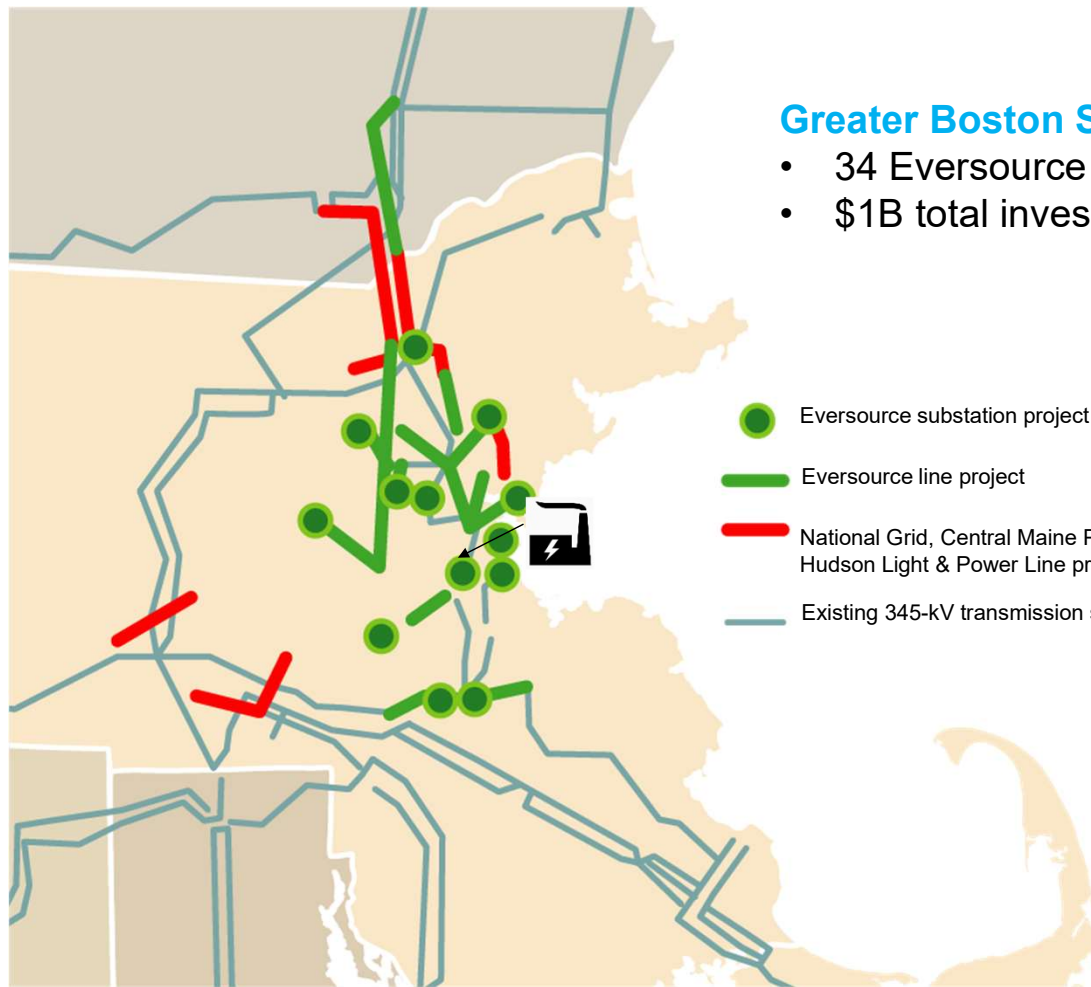 Greater Boston S
• 34 Eversource
• $1B total inves
Eversource substation project
Eversource line project
National Grid, Central Maine P
Hudson Light & Power Line pr
Existing 345-kV transmission s